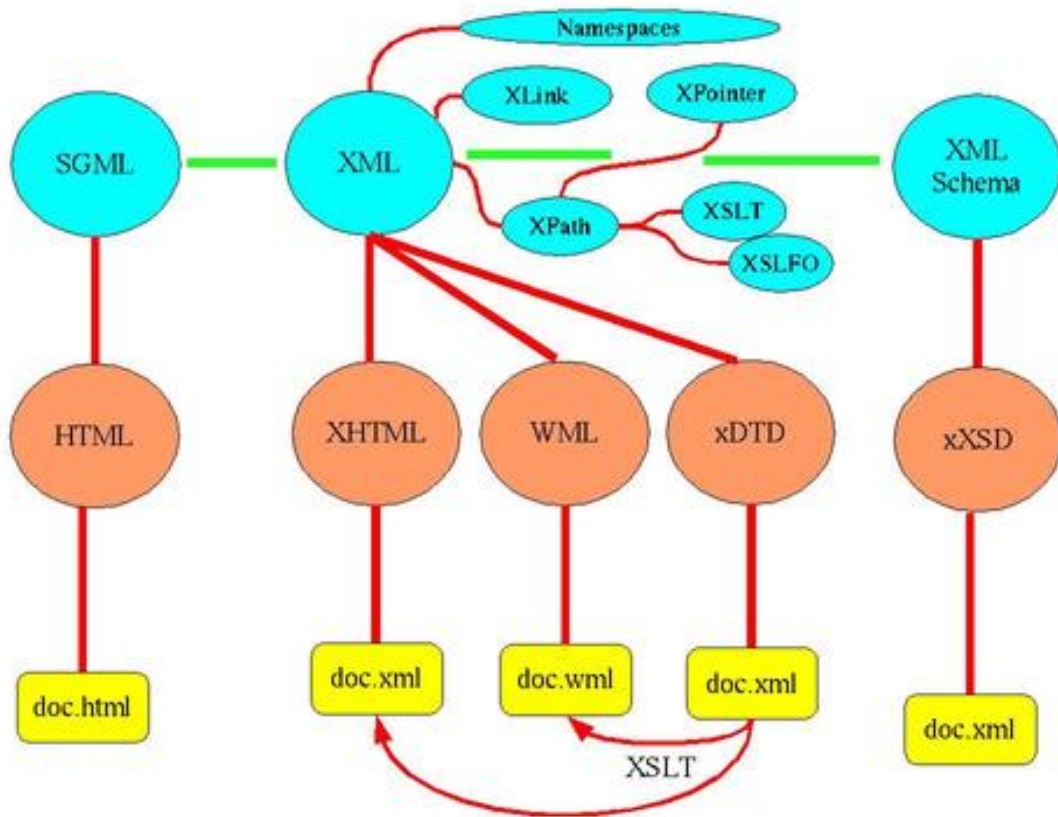 Namespaces
XLink
XPointer
SGML
XML
XML
Schema
XPath
XSLT
XSLFO
HTML
XHTML
WML
xDTD
xXSD
doc.html
doc.xml
doc.wml
doc.xml
doc.xml
XSLT